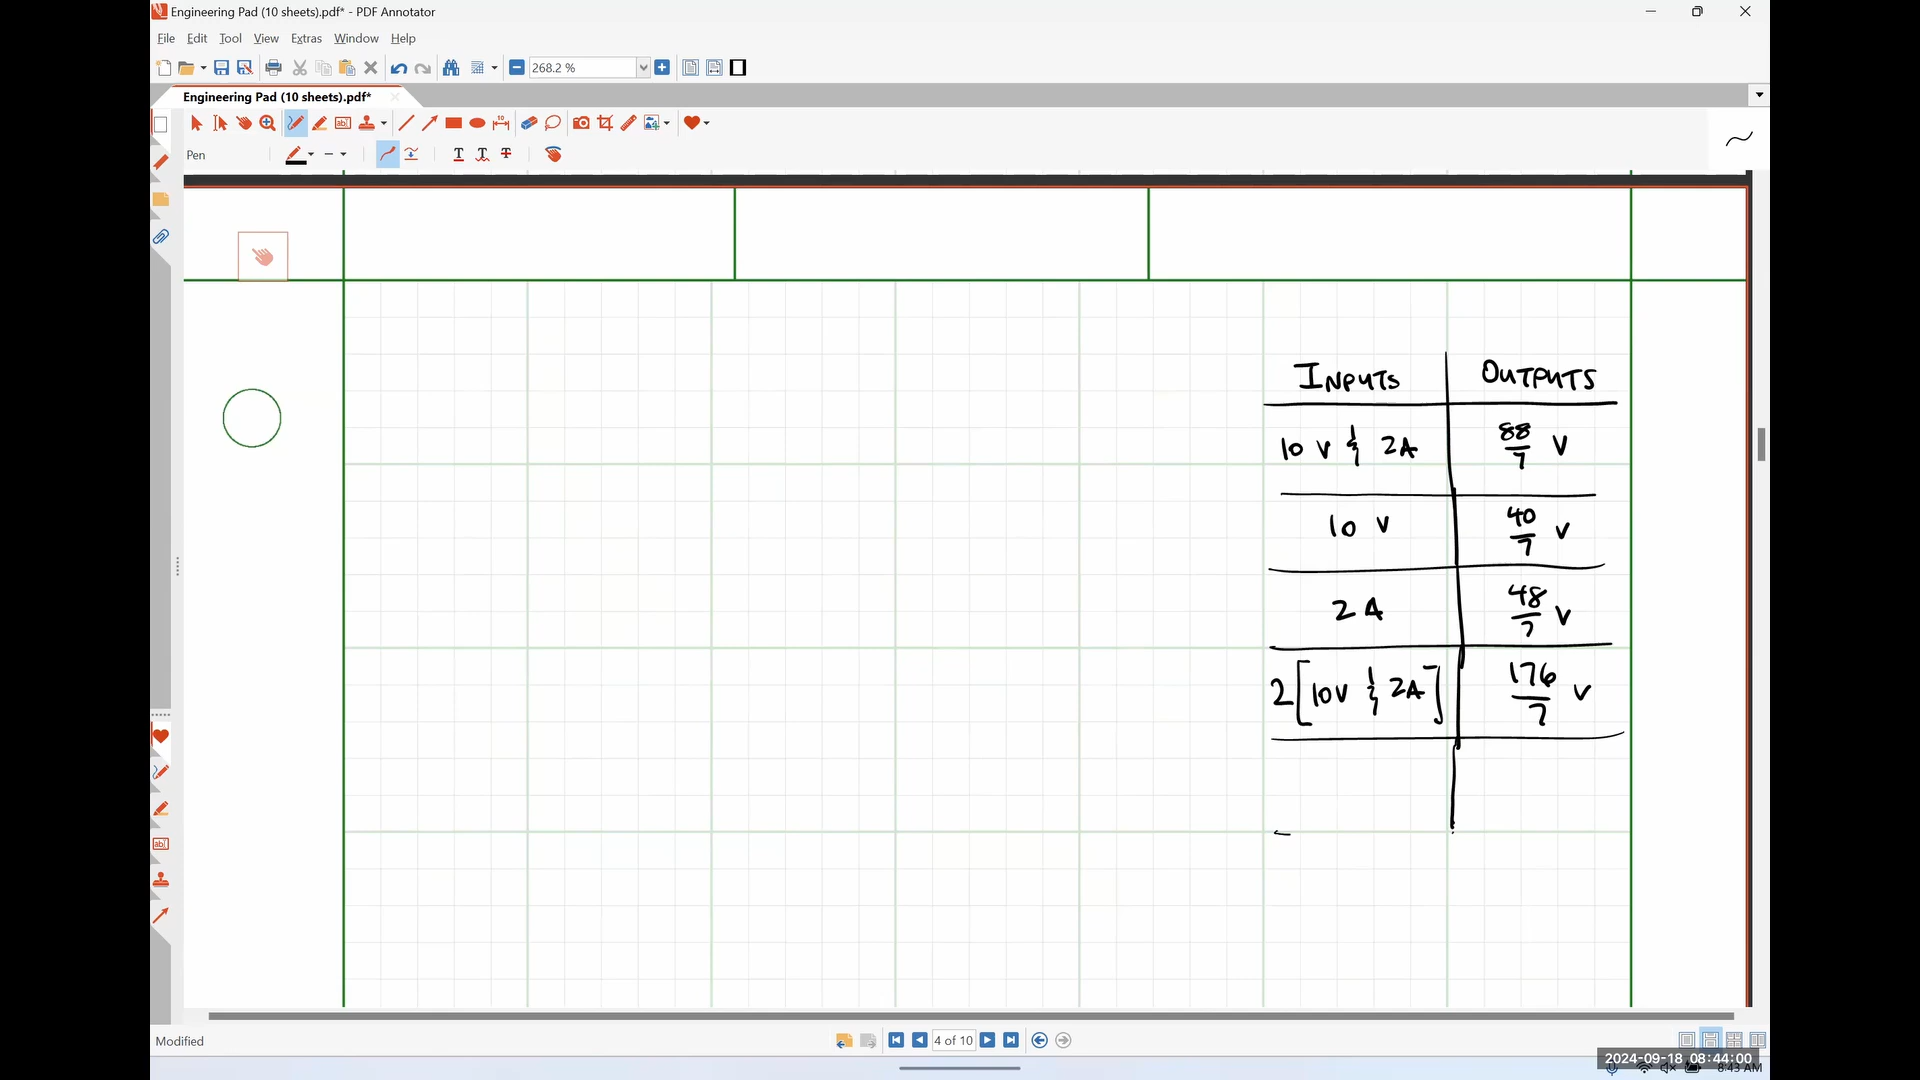 Engineering Pad (10 sheets).pdf* - PDF Annotator
File Edit Tool View Extras Window Help
268.2 %
Engineering Pad (10 sheets).pdf*
Pen
INPUTS OUTPUTS
10 V & 2A 88/7 V
10 V 40/7 V
2 A 48/7 V
2[10V & 2A] 176/7 V
Modified
4 of 10
2024-09-18 08:44:00
8:43 AM